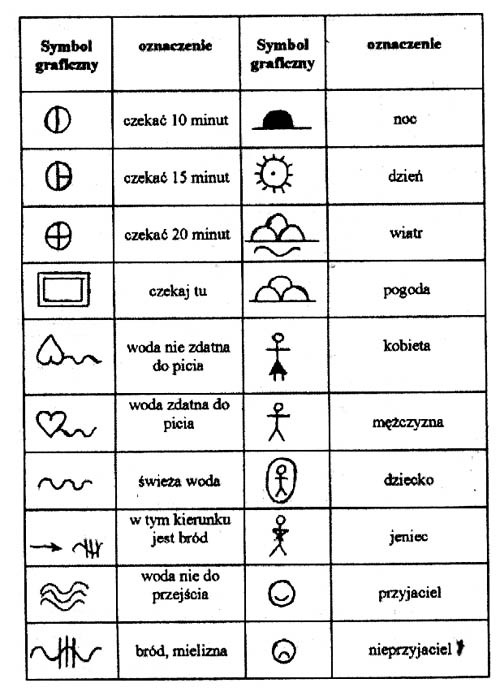 Symbol
graficzny
oznaczenie
Symbol
graficzny
oznaczenie
czekać 10 minut
noc
czekać 15 minut
dzień
czekać 20 minut
wiatr
czekaj tu
pogoda
woda nie zdatna
do picia
kobieta
woda zdatna do
picia
mężczyzna
świeża woda
dziecko
w tym kierunku
jest bród
jeniec
woda nie do
przejścia
przyjaciel
bród, mielizna
nieprzyjaciel